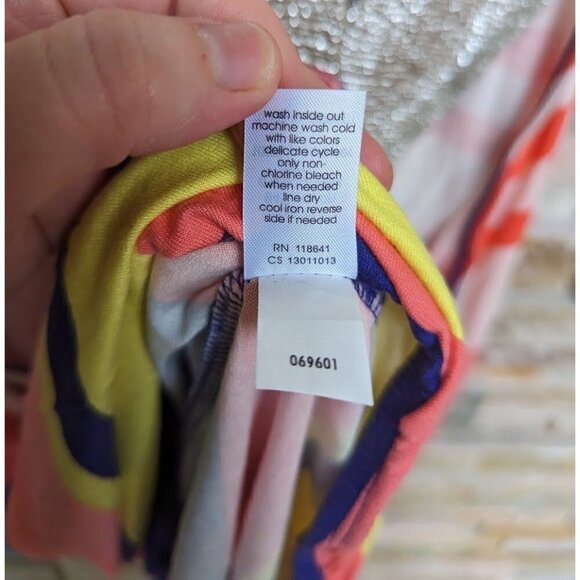 wash inside out
machine wash cold
with like colors
delicate cycle
only non-
chlorine bleach
when needed
line dry
cool iron reverse
side if needed
RN 118641
CS 13011013
069601